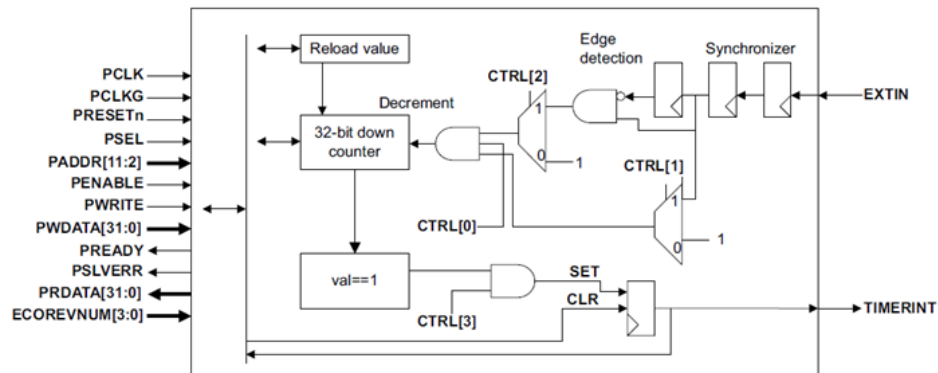 PCLK
PCLKG
PRESETn
PSEL
PADDR[11:2]
PENABLE
PWRITE
PWDATA[31:0]
PREADY
PSLVERR
PRDATA[31:0]
ECOREVNUM[3:0]
Reload value
Decrement
32-bit down
counter
val==1
CTRL[2]
1
0
1
Edge
detection
Synchronizer
EXTIN
CTRL[1]
1
0
1
CTRL[0]
CTRL[3]
SET
CLR
TIMERINT